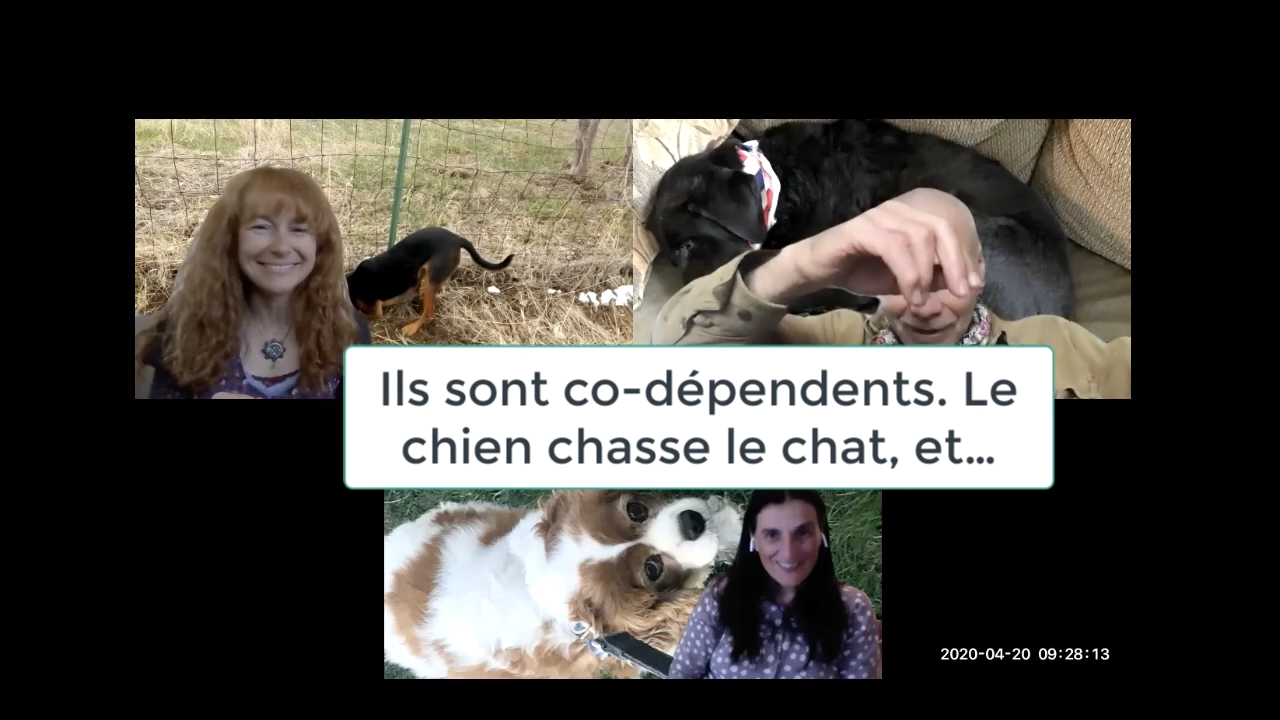 Ils sont co-dépendents. Le
chien chasse le chat, et...
2020-04-20 09:28:13